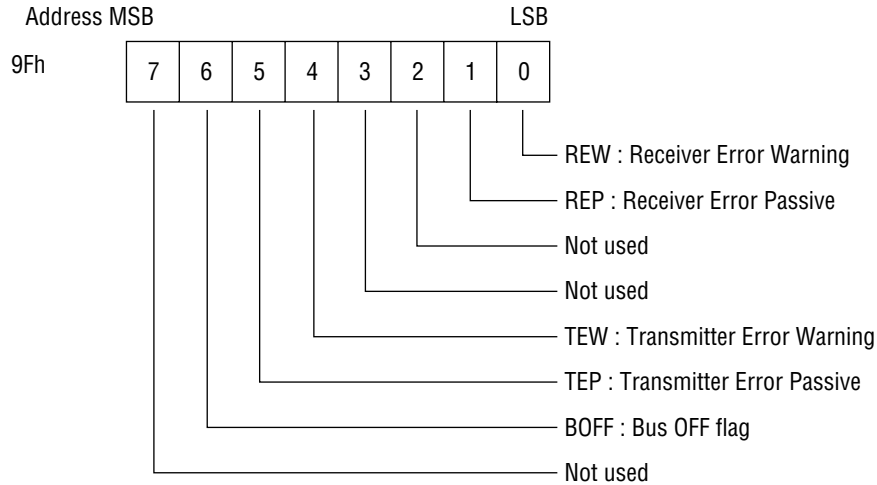 Address MSB LSB
9Fh 7 6 5 4 3 2 1 0
REW : Receiver Error Warning
REP : Receiver Error Passive
Not used
Not used
TEW : Transmitter Error Warning
TEP : Transmitter Error Passive
BOFF : Bus OFF flag
Not used